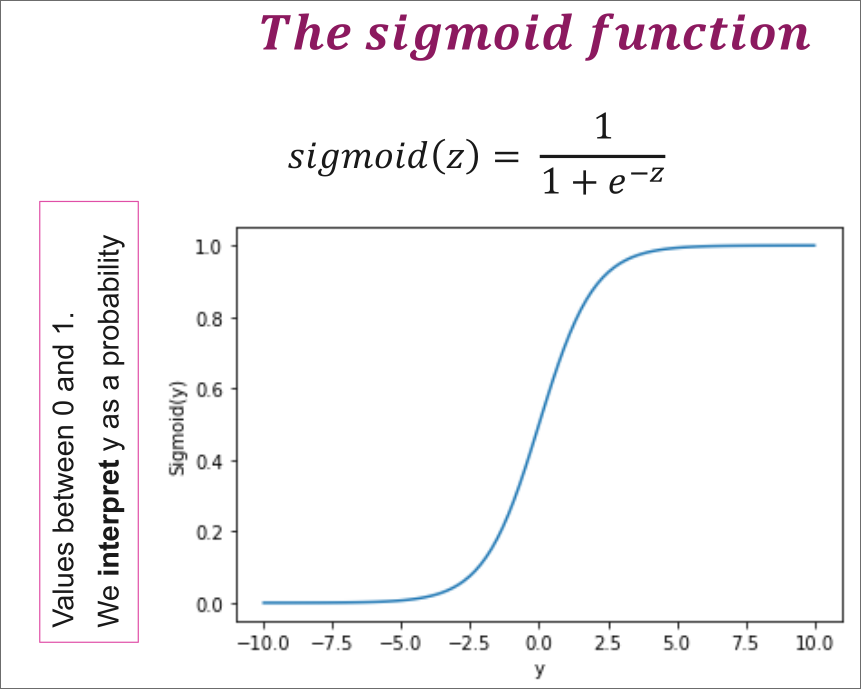 The sigmoid function
sigmoid(z) = 1 / (1 + e^{−z})
Values between 0 and 1.
We interpret y as a probability
Sigmoid(y)
1.0
0.8
0.6
0.4
0.2
0.0
−10.0 −7.5 −5.0 −2.5 0.0 2.5 5.0 7.5 10.0
y